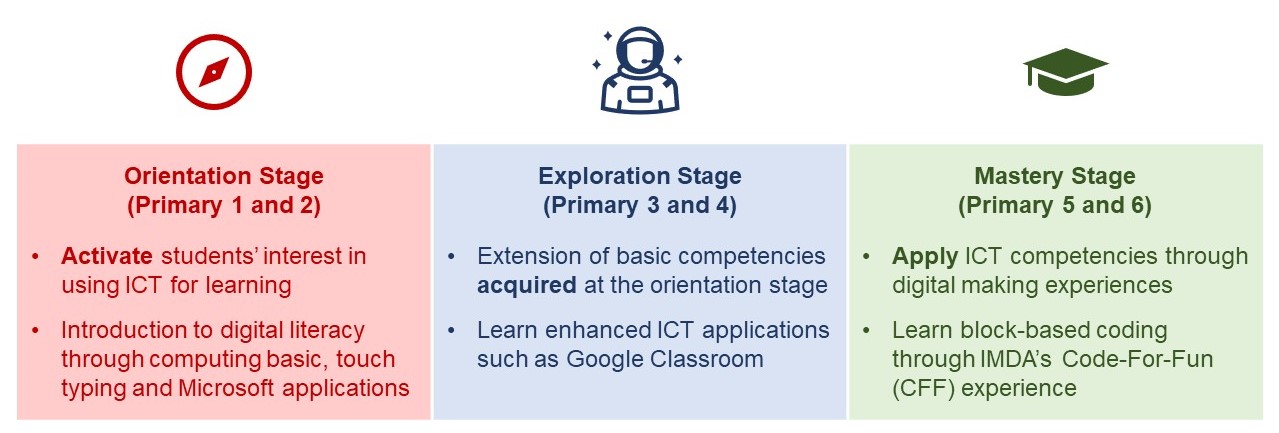 Orientation Stage
(Primary 1 and 2)
• Activate students' interest in
using ICT for learning
• Introduction to digital literacy
through computing basic, touch
typing and Microsoft applications
Exploration Stage
(Primary 3 and 4)
• Extension of basic competencies
acquired at the orientation stage
• Learn enhanced ICT applications
such as Google Classroom
Mastery Stage
(Primary 5 and 6)
• Apply ICT competencies through
digital making experiences
• Learn block-based coding
through IMDA's Code-For-Fun
(CFF) experience